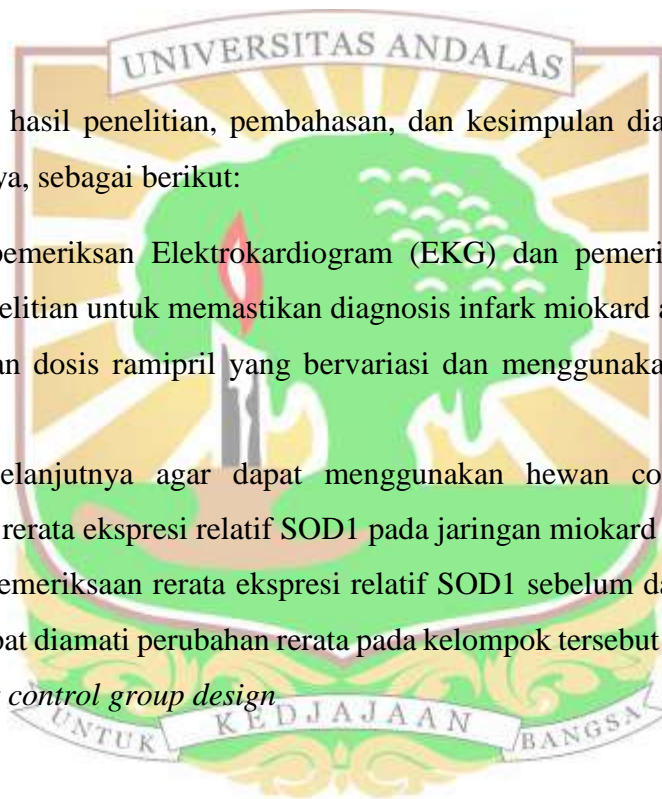 UNIVERSITAS ANDALAS
hasil penelitian, pembahasan, dan kesimpulan dia
ya, sebagai berikut:
pemeriksan Elektrokardiogram (EKG) dan pemeri
elitian untuk memastikan diagnosis infark miokard a
an dosis ramipril yang bervariasi dan menggunaka
elanjutnya agar dapat menggunakan hewan co
rerata ekspresi relatif SOD1 pada jaringan miokard
emeriksaan rerata ekspresi relatif SOD1 sebelum da
pat diamati perubahan rerata pada kelompok tersebut
control group design
UNTUK KEDJAJAAN BANGSA